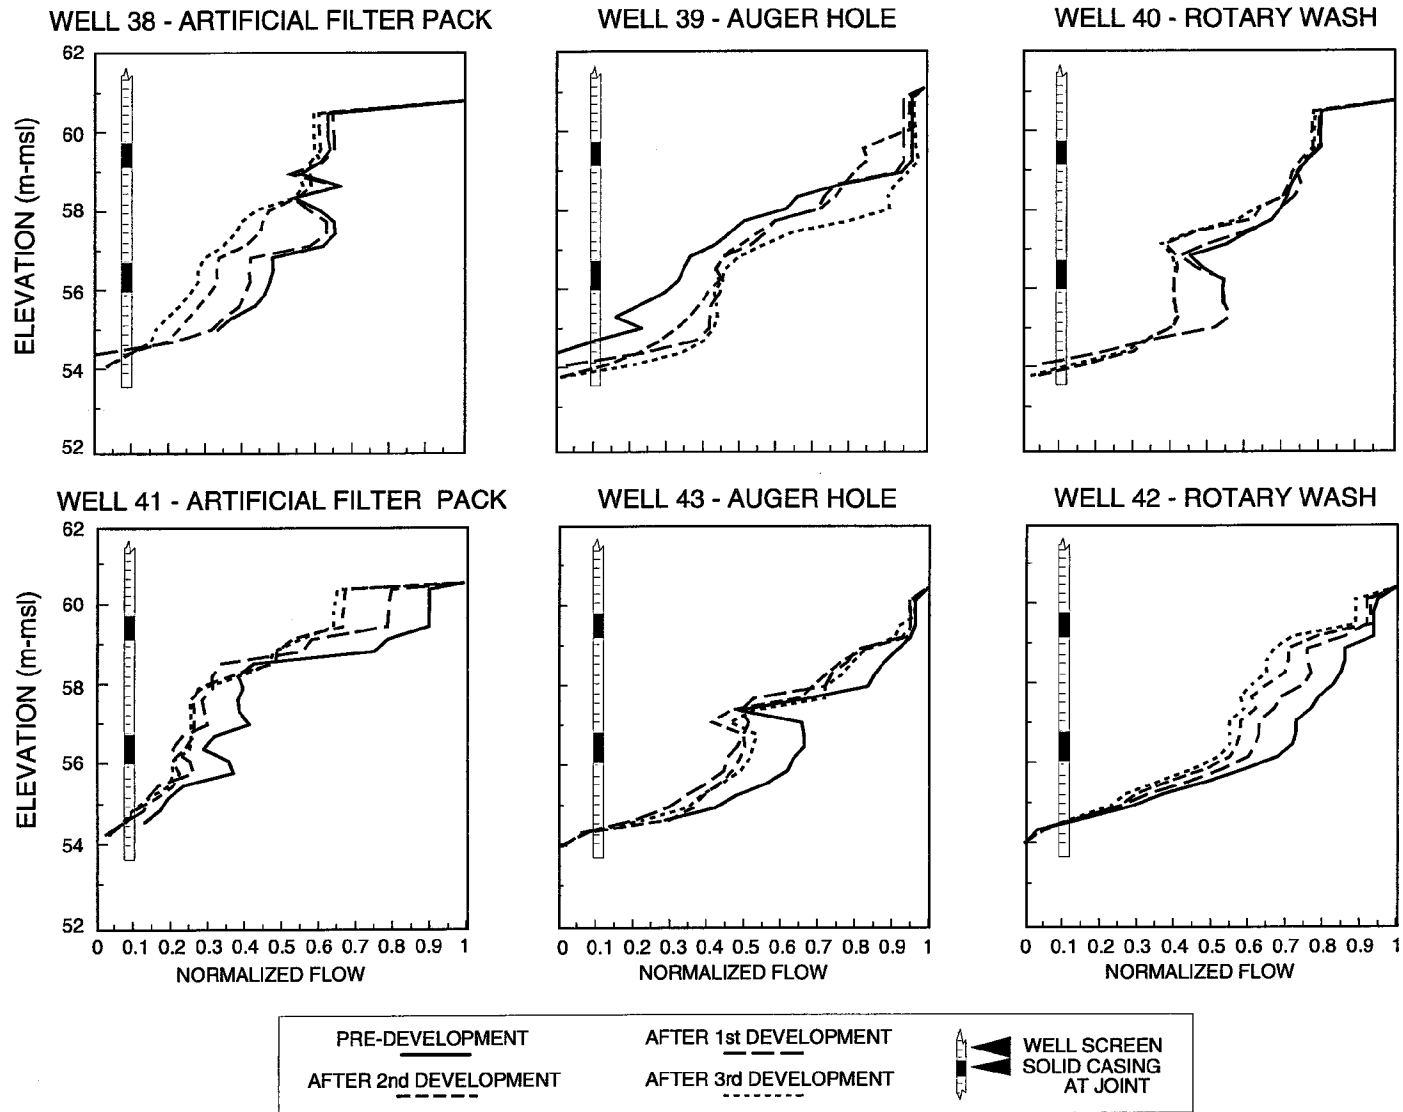 WELL 38 - ARTIFICIAL FILTER PACK
WELL 39 - AUGER HOLE
WELL 40 - ROTARY WASH
ELEVATION (m-msl)
62
60
58
56
54
52
WELL 41 - ARTIFICIAL FILTER PACK
WELL 43 - AUGER HOLE
WELL 42 - ROTARY WASH
ELEVATION (m-msl)
62
60
58
56
54
52
0 0.1 0.2 0.3 0.4 0.5 0.6 0.7 0.8 0.9 1
0.1 0.2 0.3 0.4 0.5 0.6 0.7 0.8 0.9 1
0 0.1 0.2 0.3 0.4 0.5 0.6 0.7 0.8 0.9 1
NORMALIZED FLOW
NORMALIZED FLOW
NORMALIZED FLOW
PRE-DEVELOPMENT
AFTER 1st DEVELOPMENT
AFTER 2nd DEVELOPMENT
AFTER 3rd DEVELOPMENT
WELL SCREEN
SOLID CASING
AT JOINT